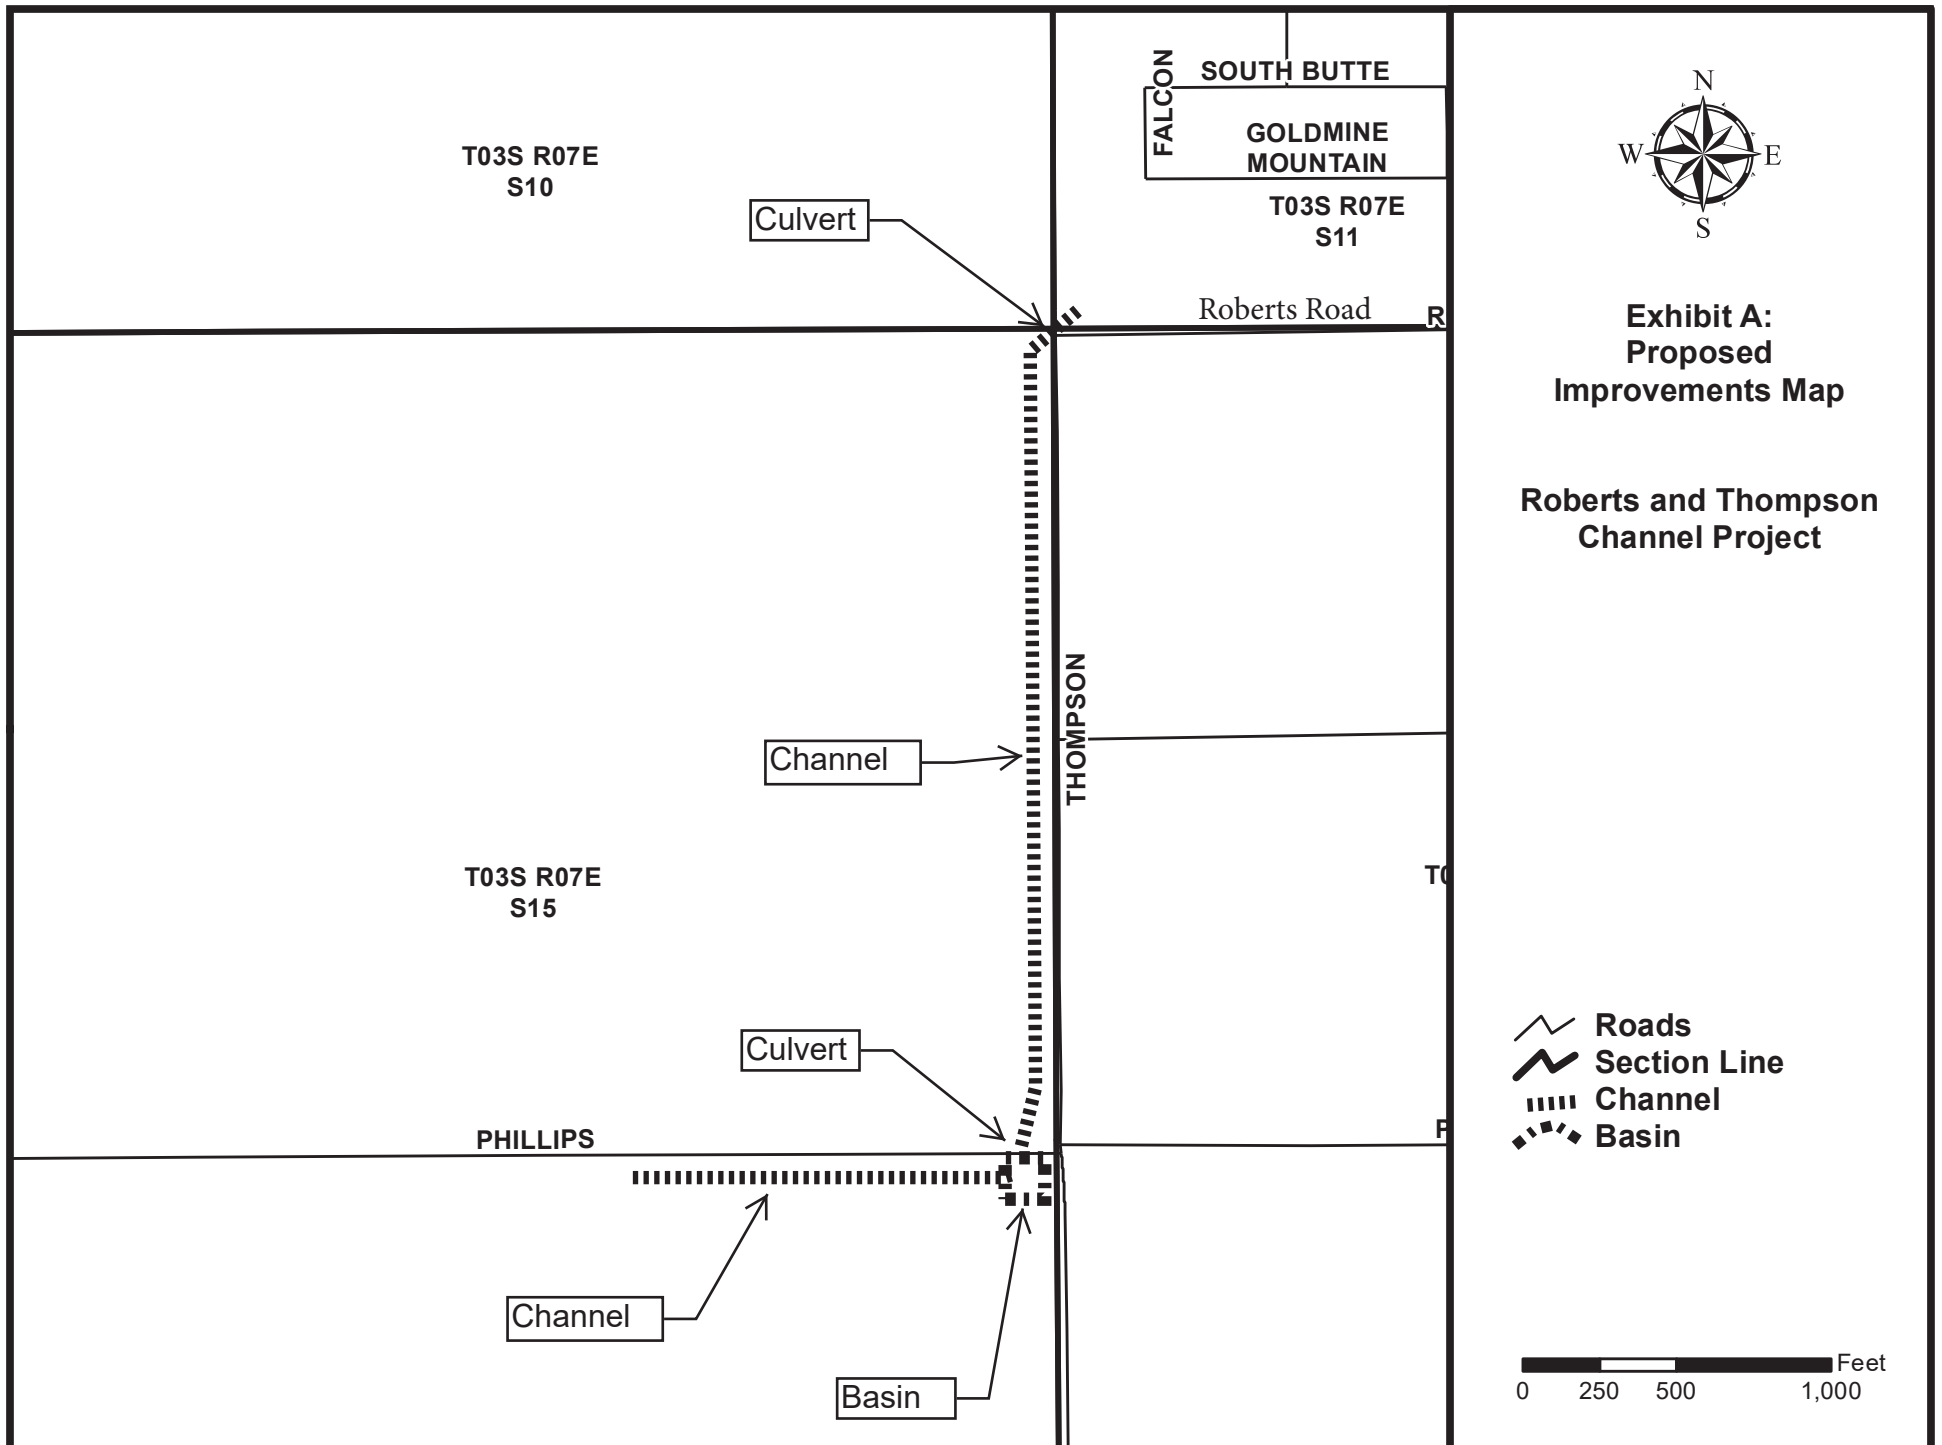 SOUTH BUTTE
FALCON
GOLDMINE
MOUNTAIN
T03S R07E
S10
T03S R07E
S11
Culvert
Roberts Road
R
THOMPSON
Channel
T03S R07E
S15
T0
Culvert
PHILLIPS
P
Channel
Basin
N
W
E
S
Exhibit A:
Proposed
Improvements Map
Roberts and Thompson
Channel Project
Roads
Section Line
Channel
Basin
Feet
0 250 500 1,000